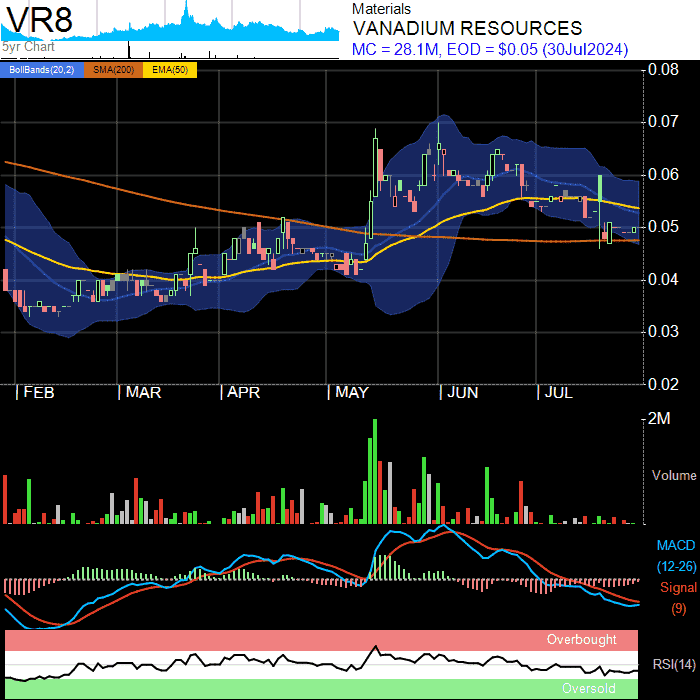 VR8
5yr Chart
Materials
VANADIUM RESOURCES
MC = 28.1M, EOD = $0.05 (30Jul2024)
BollBands(20,2) SMA(200) EMA(50)
0.08
0.07
0.06
0.05
0.04
0.03
0.02
FEB MAR APR MAY JUN JUL
2M
Volume
MACD
(12-26)
Signal
(9)
Overbought
RSI(14)
Oversold